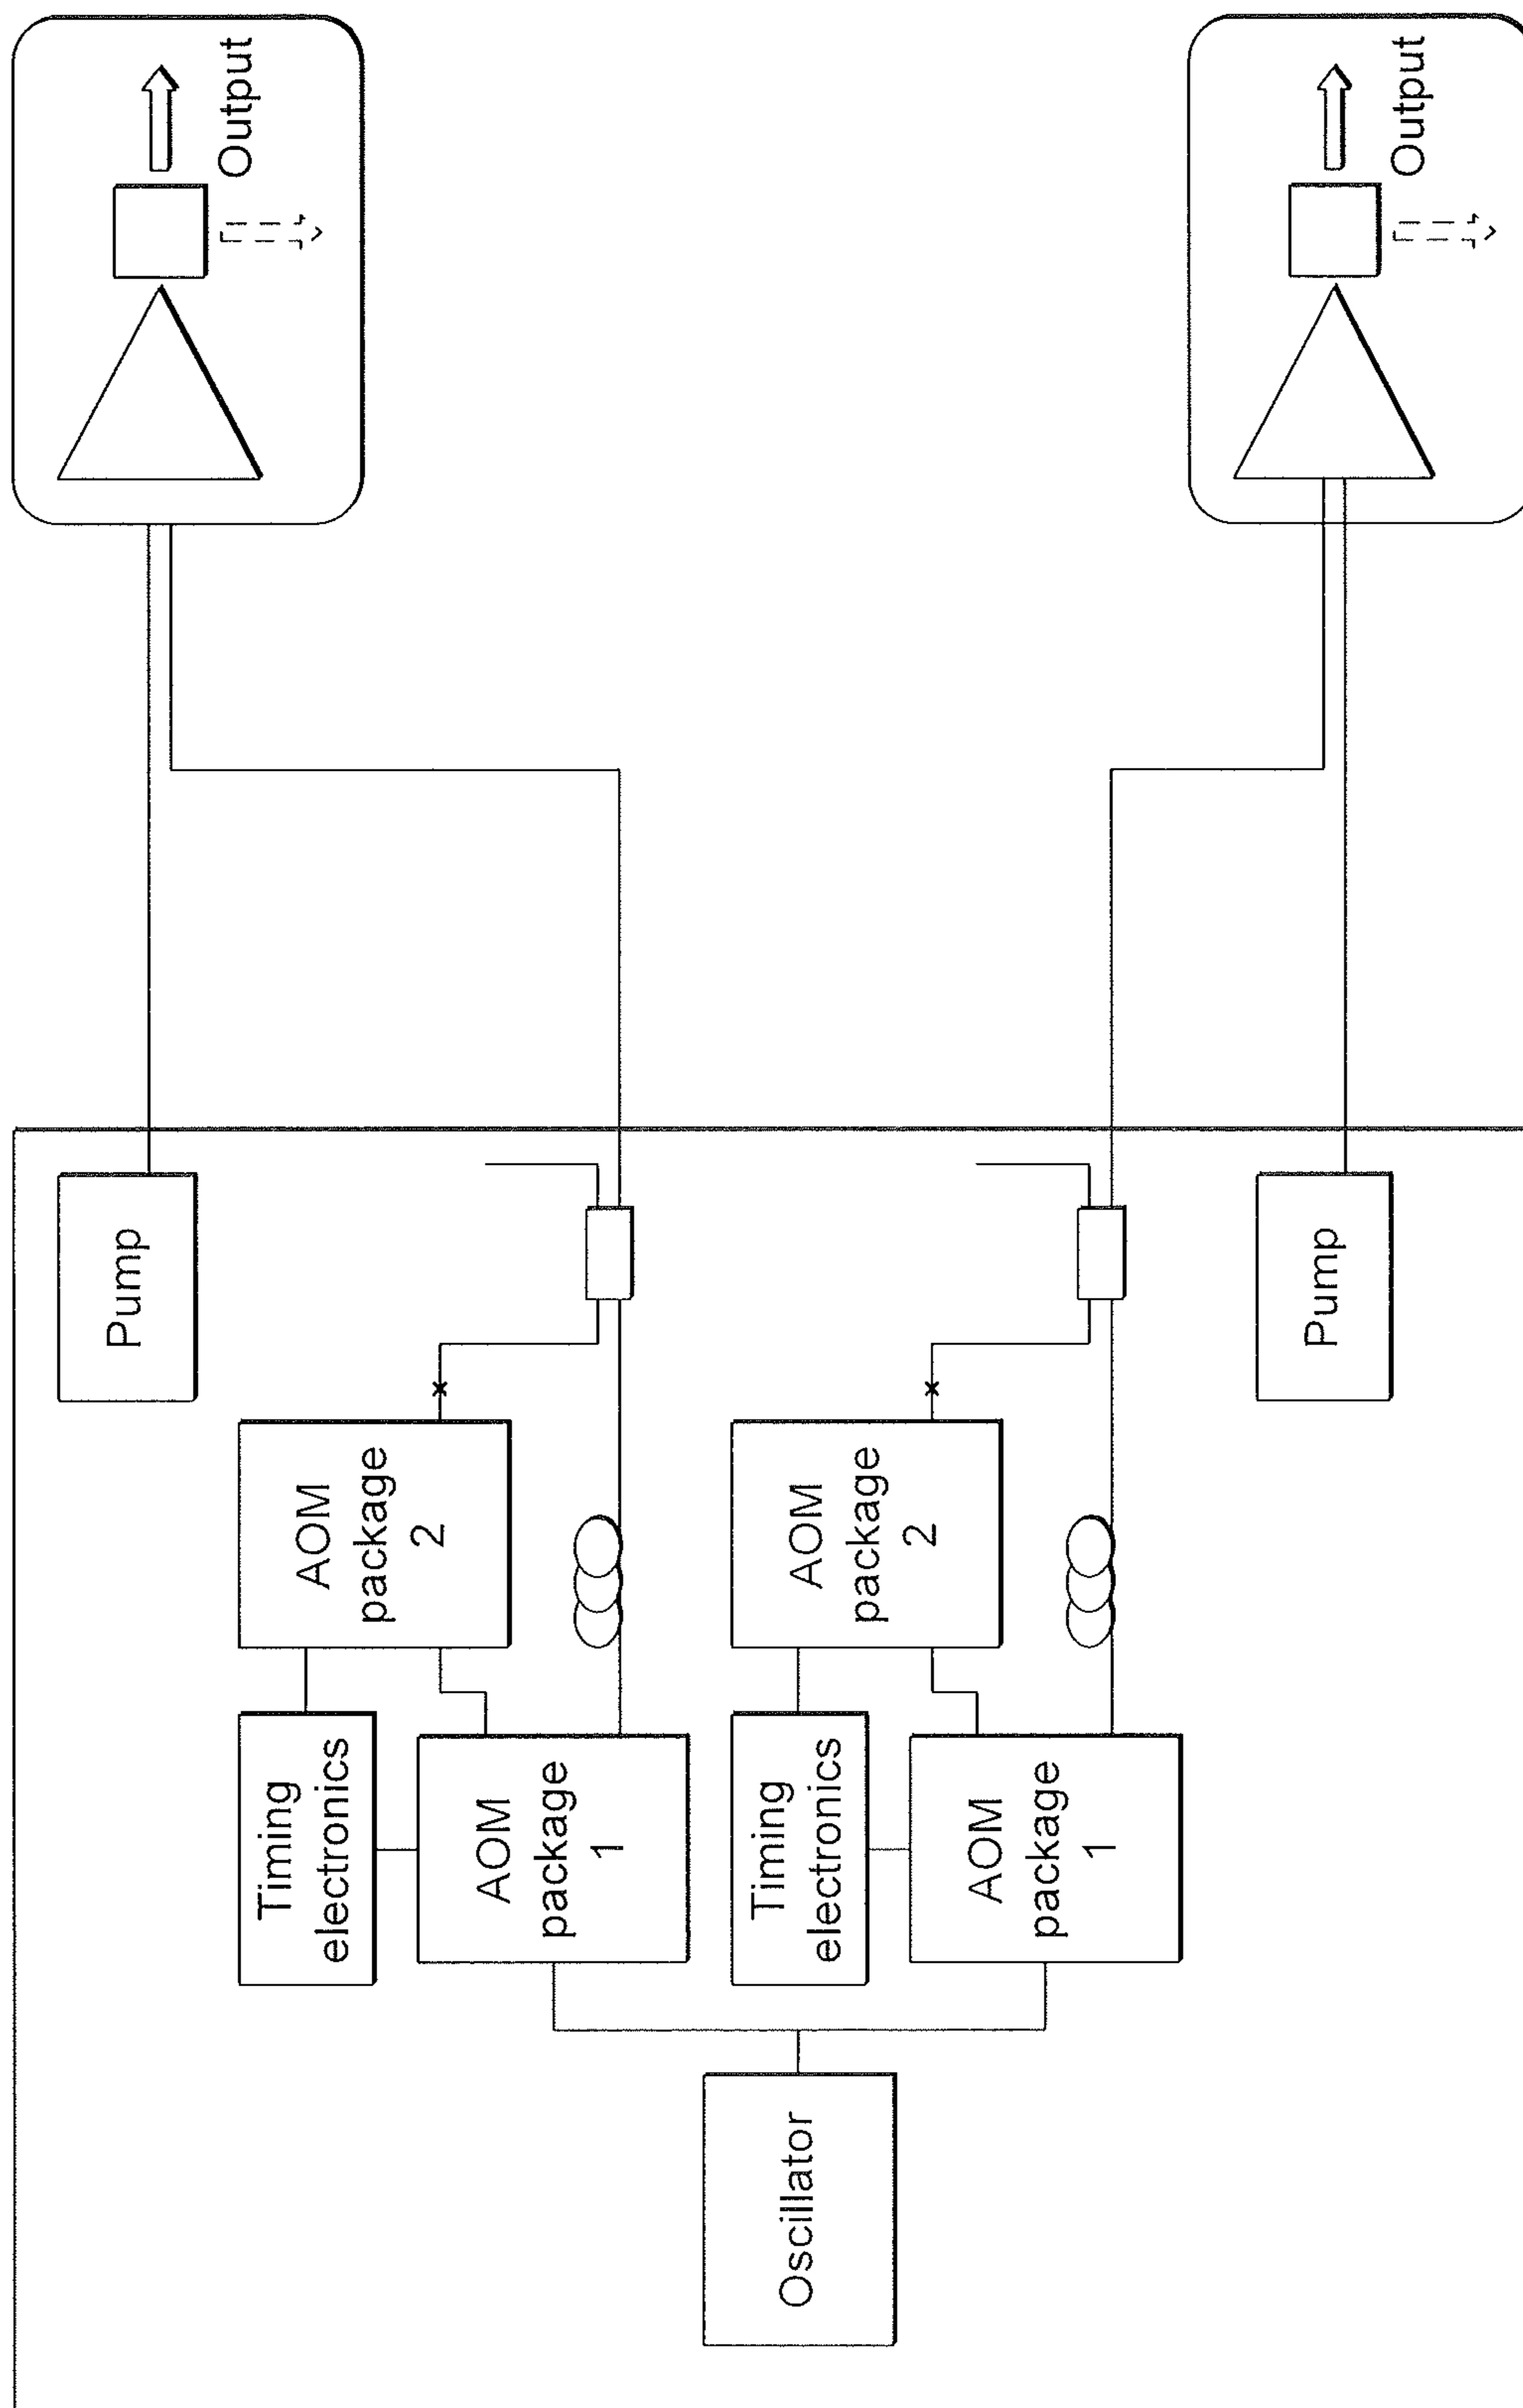 Pump
Output
Timing
electronics
AOM
package
2
AOM
package
1
Oscillator
Timing
electronics
AOM
package
2
AOM
package
1
Pump
Output